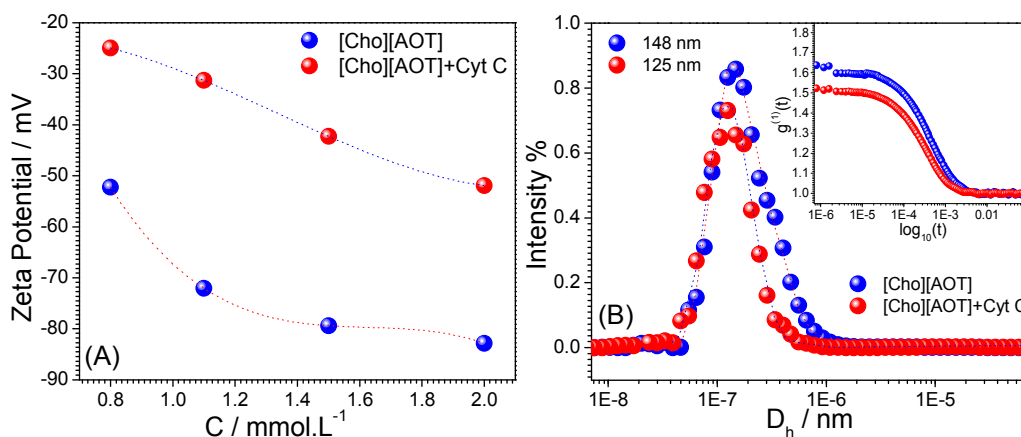 -20
-30
-40
-50
-60
-70
-80
-90
Zeta Potential / mV
[Cho][AOT]
[Cho][AOT]+Cyt C
(A)
0.8 1.0 1.2 1.4 1.6 1.8 2.0
C / mmol.L⁻¹
1.0
0.8
0.6
0.4
0.2
0.0
Intensity %
148 nm
125 nm
1.8
1.7
1.6
1.5
1.4
1.3
1.2
1.1
1.0
g⁽¹⁾(t)
1E-6 1E-5 1E-4 1E-3 0.01
log₁₀(t)
[Cho][AOT]
[Cho][AOT]+Cyt C
(B)
1E-8 1E-7 1E-6 1E-5
Dₕ / nm